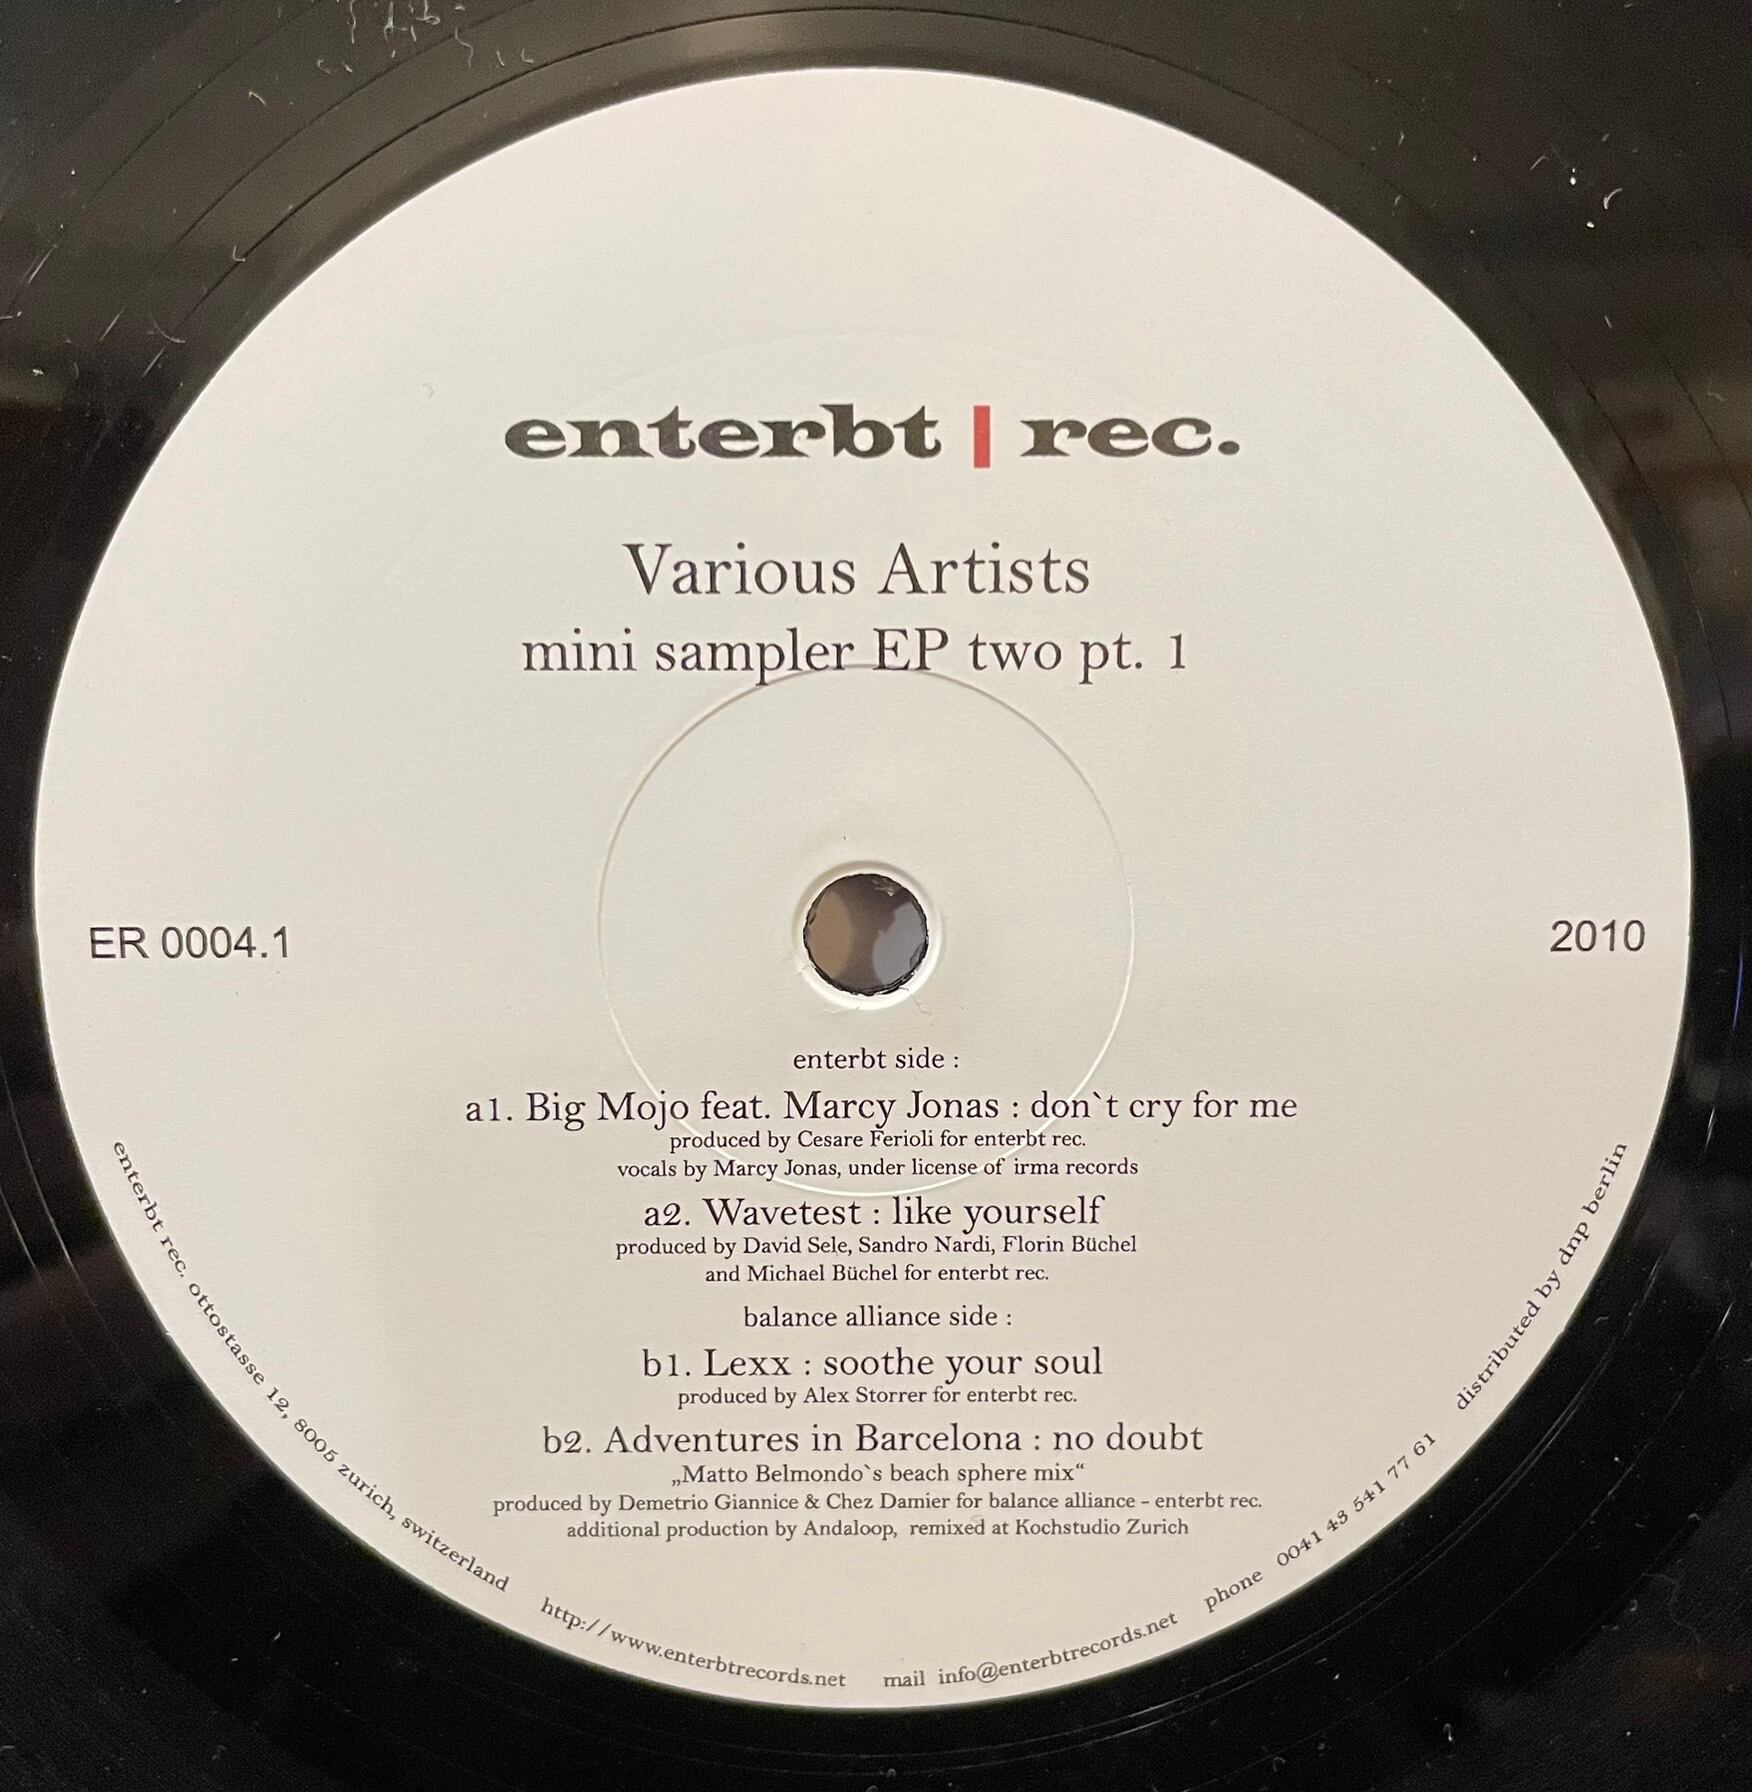 enterbt | rec.
Various Artists
mini sampler EP two pt. 1
ER 0004.1
2010
enterbt side :
a1. Big Mojo feat. Marcy Jonas : don`t cry for me
produced by Cesare Ferioli for enterbt rec.
vocals by Marcy Jonas, under license of irma records
a2. Wavetest : like yourself
produced by David Sele, Sandro Nardi, Florin Büchel
and Michael Büchel for enterbt rec.
balance alliance side :
b1. Lexx : soothe your soul
produced by Alex Storrer for enterbt rec.
b2. Adventures in Barcelona : no doubt
„Matto Belmondo`s beach sphere mix“
produced by Demetrio Giannice & Chez Damier for balance alliance - enterbt rec.
additional production by Andaloop, remixed at Kochstudio Zurich
enterbt rec. ottostasse 12, 8005 zurich, switzerland http://www.enterbtrecords.net mail info@enterbtrecords.net phone 0041 43 541 77 61 distributed by dnp berlin